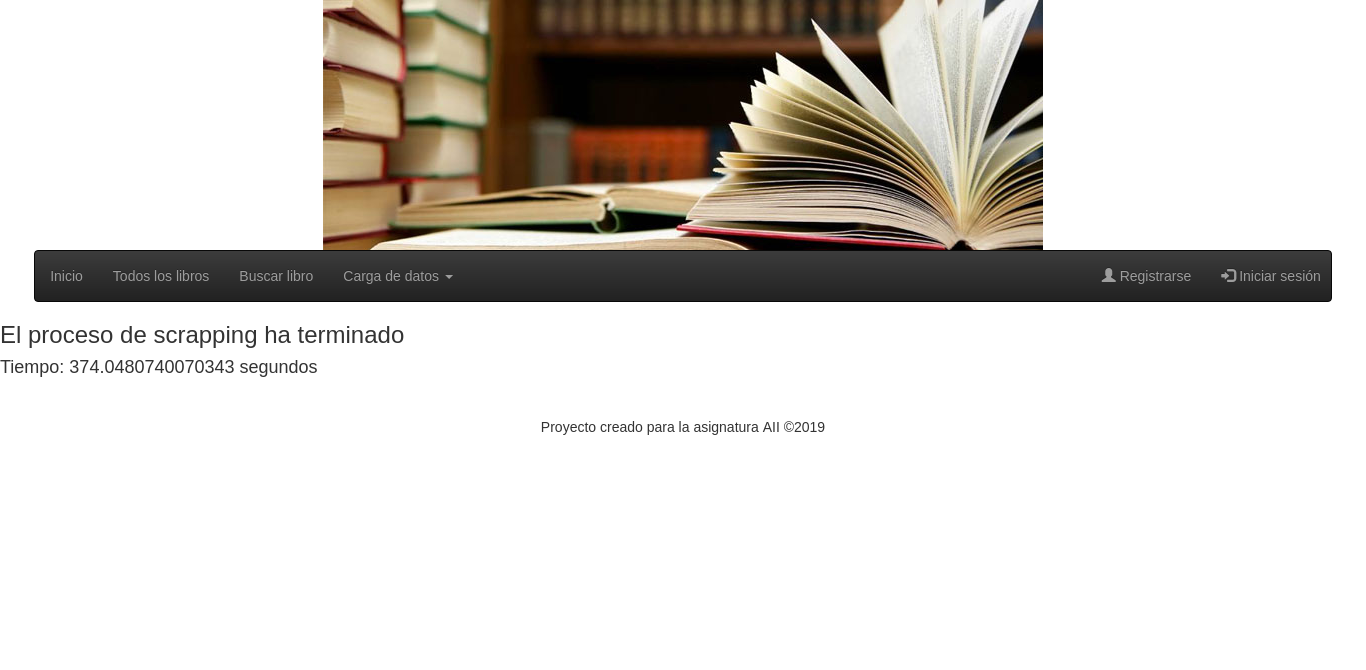 Inicio Todos los libros Buscar libro Carga de datos Registrarse Iniciar sesión
El proceso de scrapping ha terminado
Tiempo: 374.0480740070343 segundos
Proyecto creado para la asignatura AII ©2019